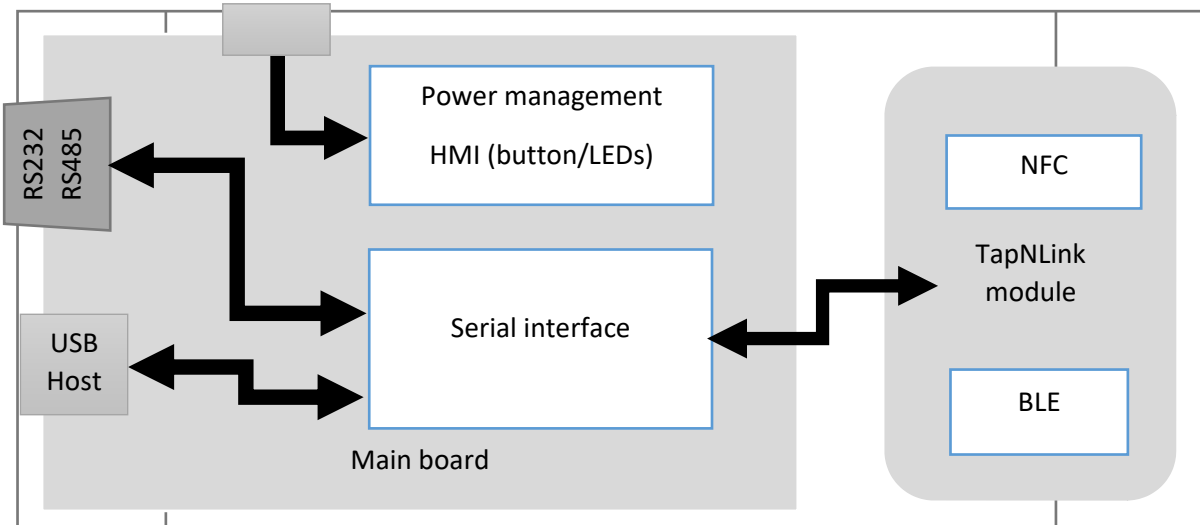 Power management
HMI (button/LEDs)
RS232
RS485
NFC
TapNLink
module
Serial interface
USB
Host
BLE
Main board